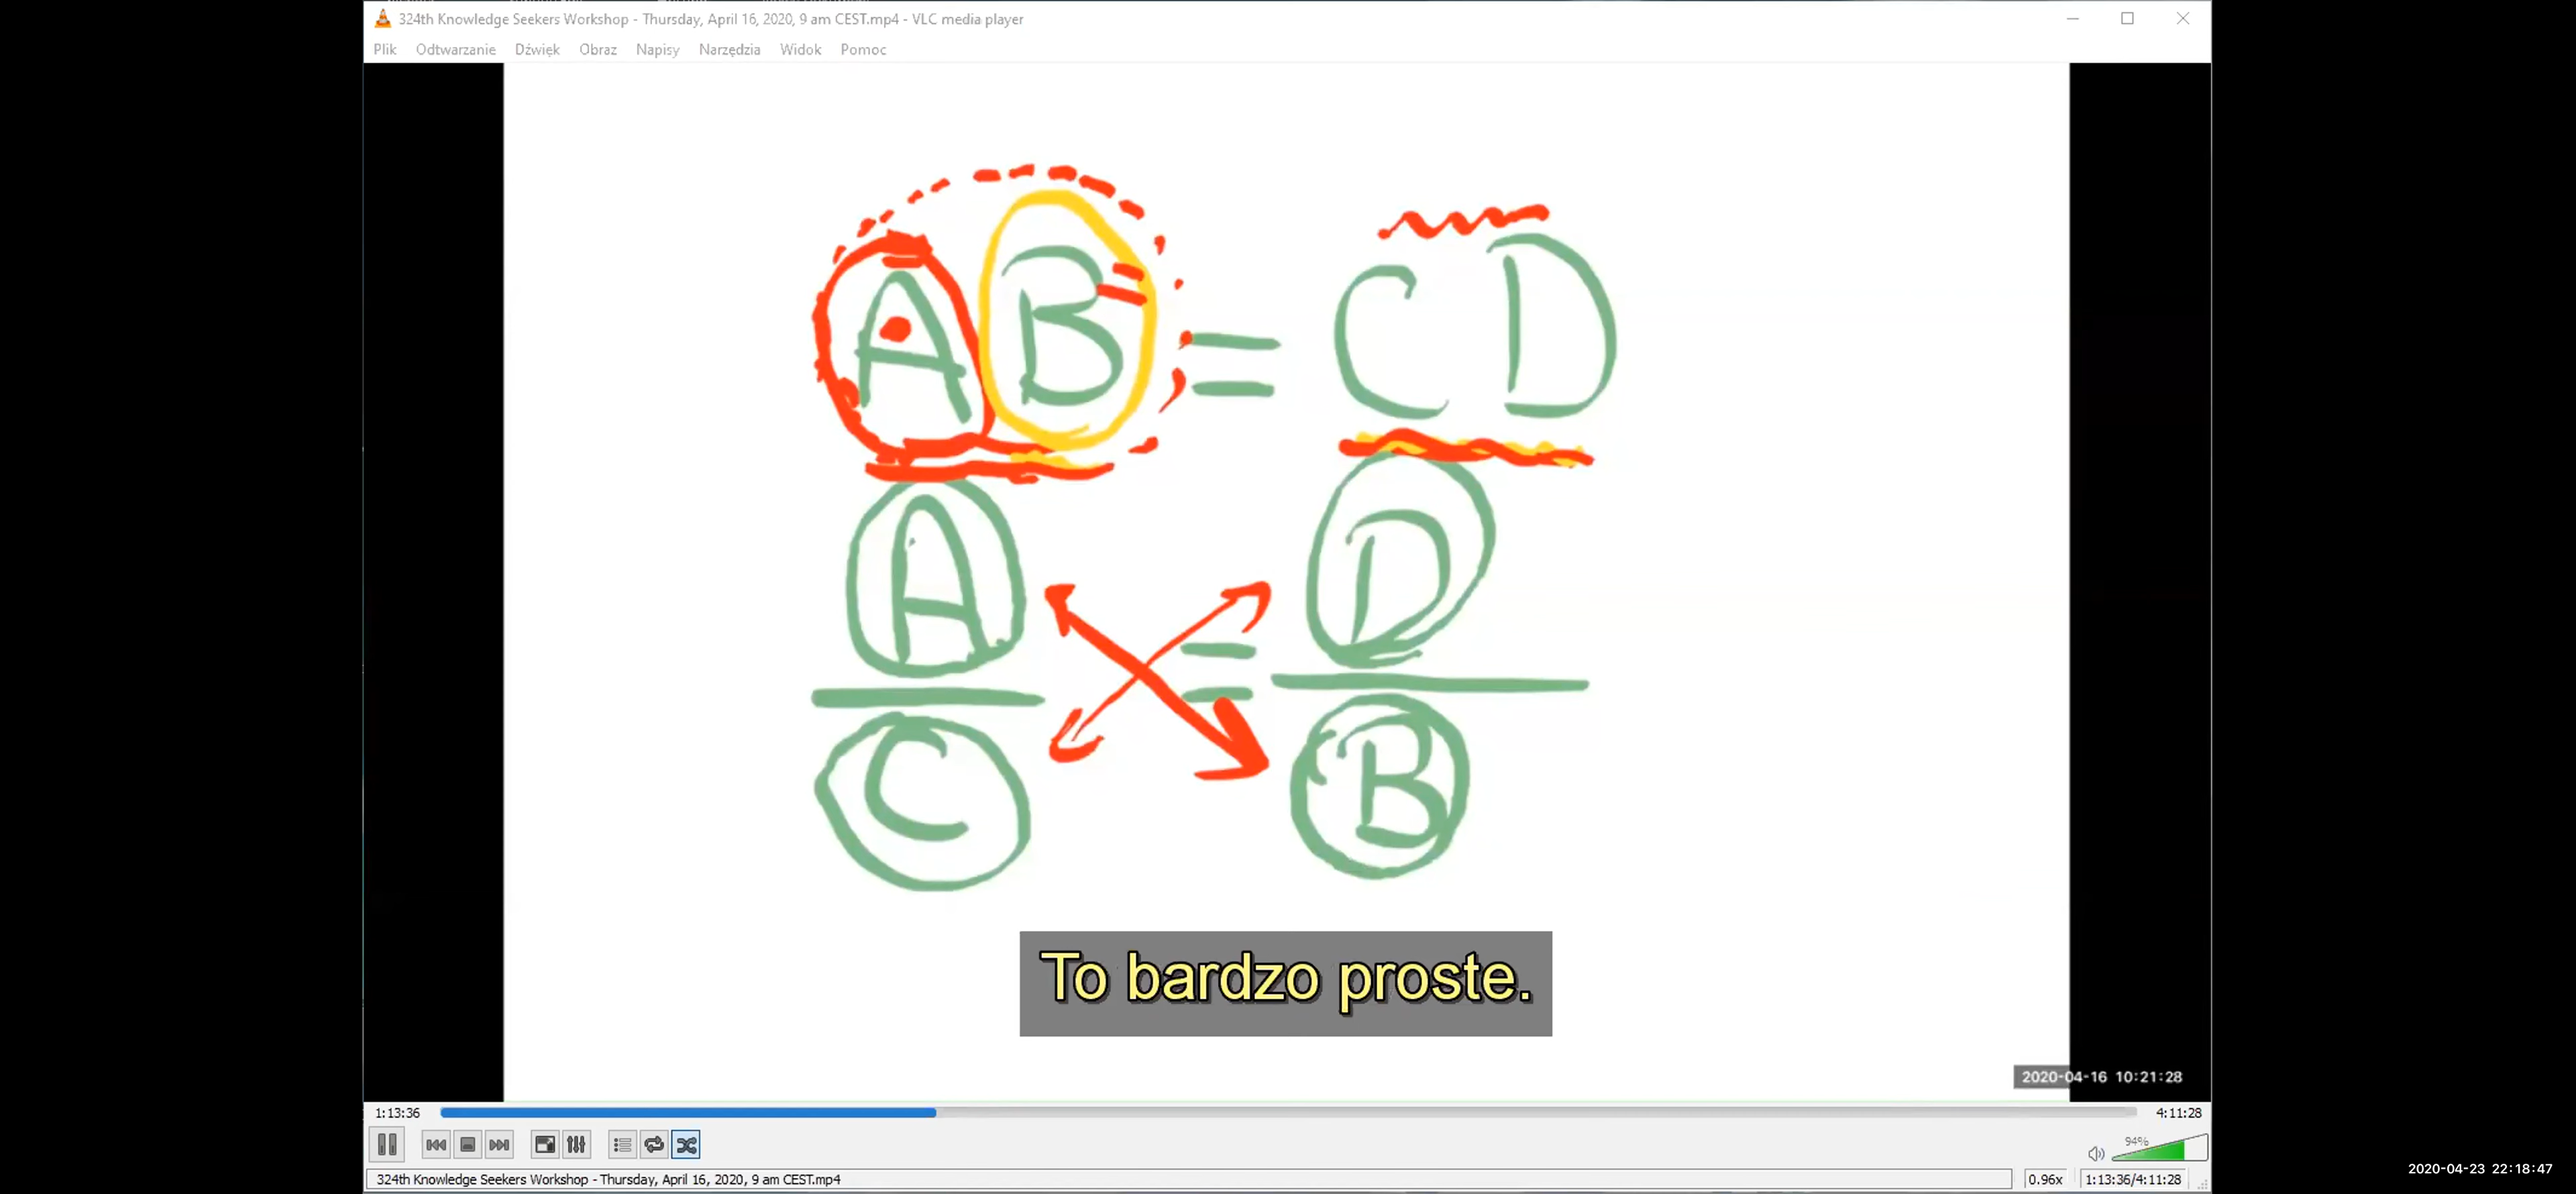 324th Knowledge Seekers Workshop - Thursday, April 16, 2020, 9 am CEST.mp4 - VLC media player
Plik Odtwarzanie Dźwięk Obraz Napisy Narzędzia Widok Pomoc
A B = C D
A = D
C B
To bardzo proste.
2020-04-16 10:21:28
1:13:36 4:11:28
94%
324th Knowledge Seekers Workshop - Thursday, April 16, 2020, 9 am CEST.mp4 0.96x 1:13:36/4:11:28
2020-04-23 22:18:47